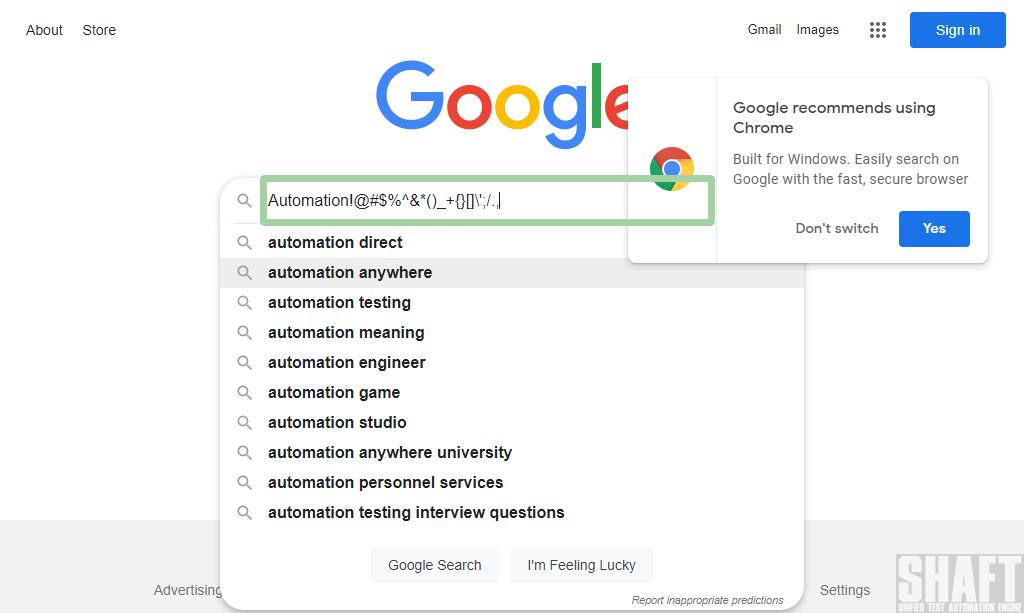 About Store Gmail Images Sign in
Google
Google recommends using
Chrome
Built for Windows. Easily search on
Google with the fast, secure browser
Don't switch Yes
Automation!@#$%^&*()_+{}[]\';/.,
automation direct
automation anywhere
automation testing
automation meaning
automation engineer
automation game
automation studio
automation anywhere university
automation personnel services
automation testing interview questions
Google Search I'm Feeling Lucky
Advertising Settings
Report inappropriate predictions
SHAFT
UNIFIED TEST AUTOMATION ENGINE